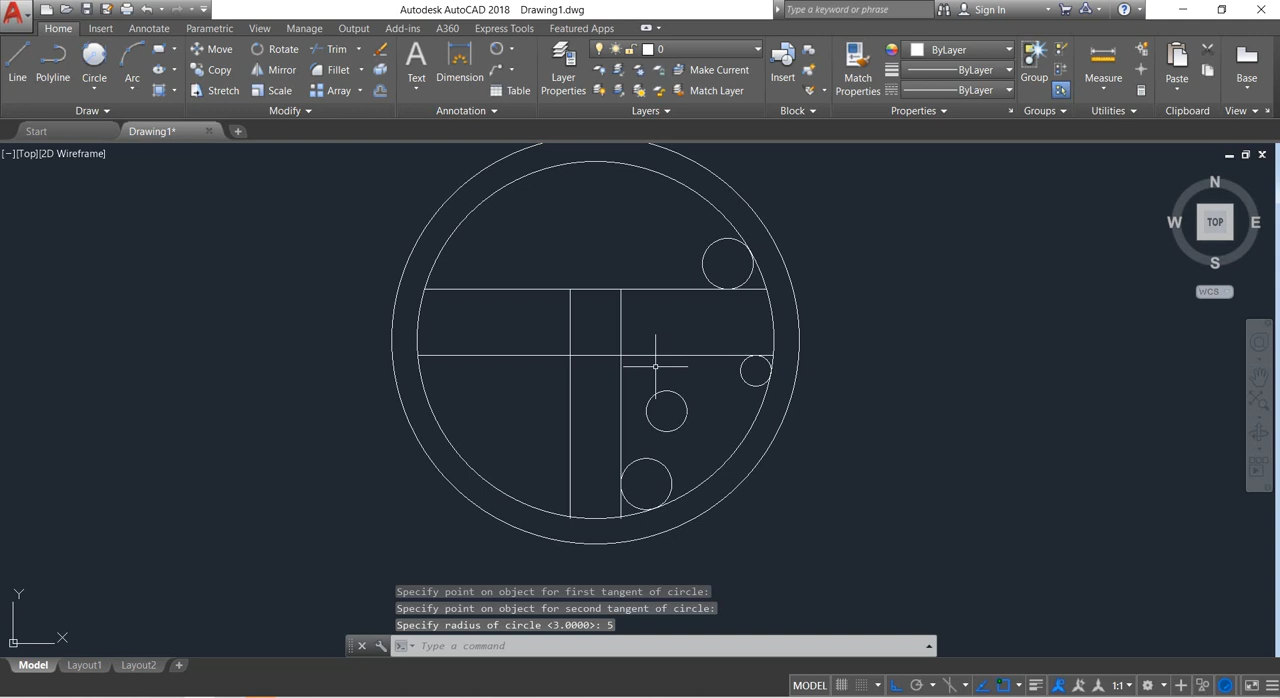 Autodesk AutoCAD 2018 Drawing1.dwg
Type a keyword or phrase
Sign In
Home Insert Annotate Parametric View Manage Output Add-ins A360 Express Tools Featured Apps
Line
Polyline
Circle
Arc
Move
Copy
Stretch
Rotate
Mirror
Scale
Trim
Fillet
Array
Text
Dimension
Table
Layer
Properties
0
Make Current
Match Layer
Insert
Match
Properties
ByLayer
ByLayer
ByLayer
Group
Measure
Paste
Base
Draw Modify Annotation Layers Block Properties Groups Utilities Clipboard View
Start Drawing1*
[−][Top][2D Wireframe]
N
W TOP E
S
WCS
Specify point on object for first tangent of circle:
Specify point on object for second tangent of circle:
Specify radius of circle <3.0000>: 5
Type a command
Y
X
Model Layout1 Layout2
MODEL 1:1